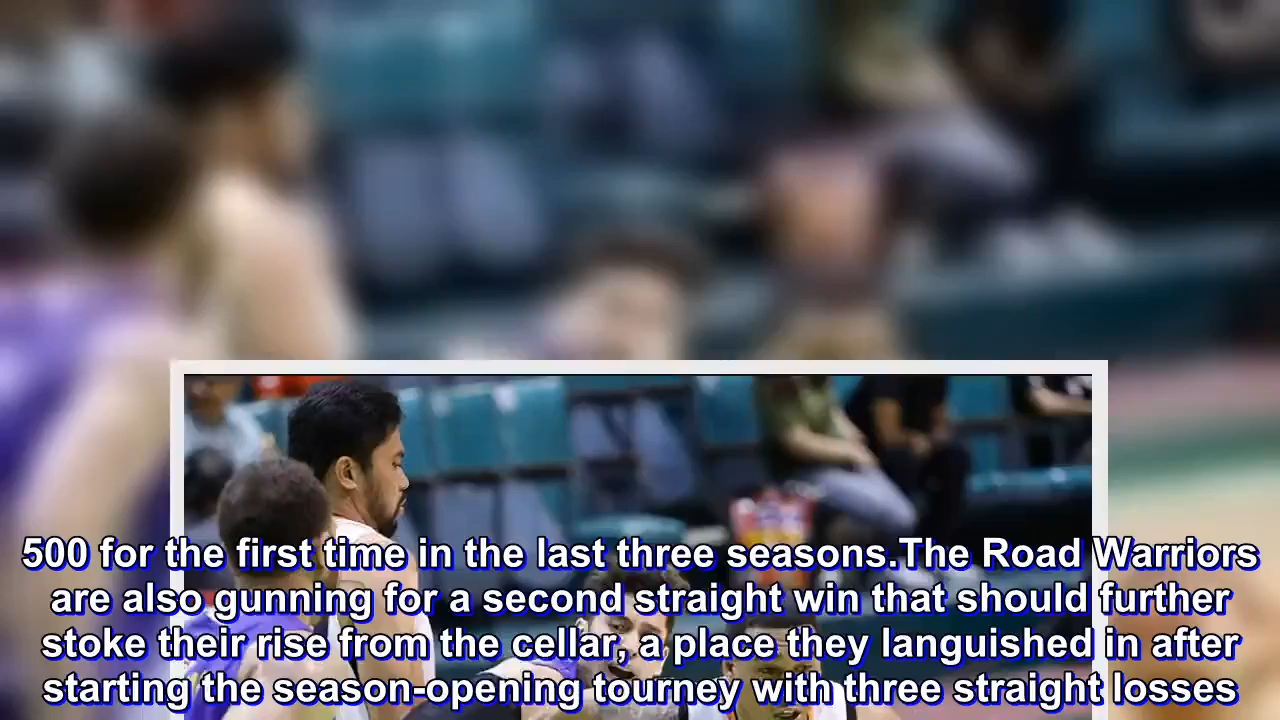 500 for the first time in the last three seasons.The Road Warriors
are also gunning for a second straight win that should further
stoke their rise from the cellar, a place they languished in after
starting the season-opening tourney with three straight losses